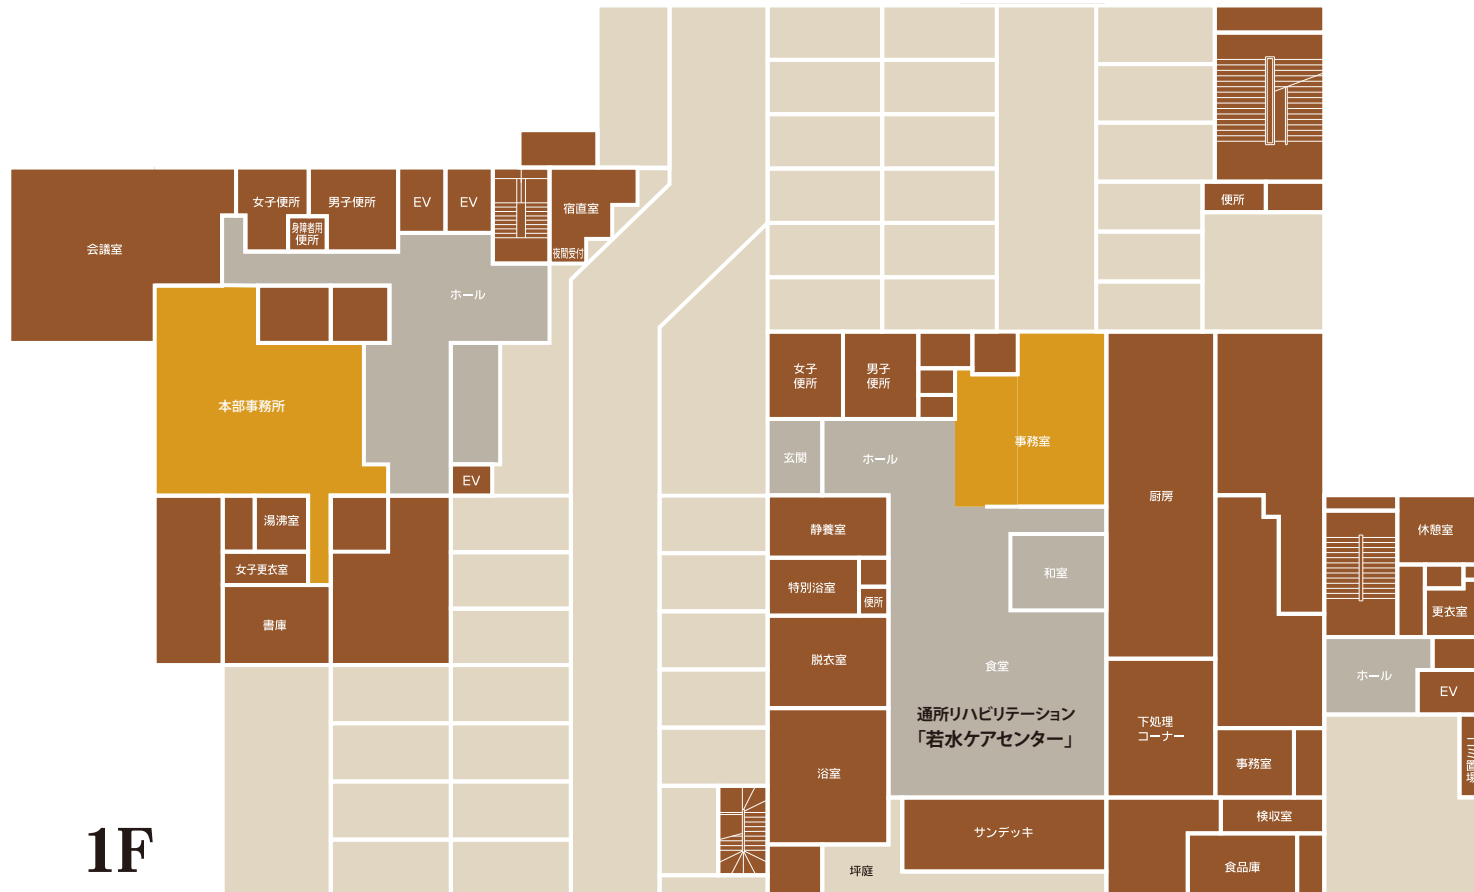 会議室
女子便所
身障者用
便所
男子便所
EV
EV
宿直室
夜間受付
ホール
本部事務所
EV
湯沸室
女子更衣室
書庫
便所
女子
便所
男子
便所
玄関
ホール
事務室
静養室
特別浴室
便所
脱衣室
浴室
和室
食堂
通所リハビリテーション
「若水ケアセンター」
サンデッキ
坪庭
厨房
下処理
コーナー
事務室
検収室
食品庫
休憩室
更衣室
ホール
EV
ゴミ置場
1F